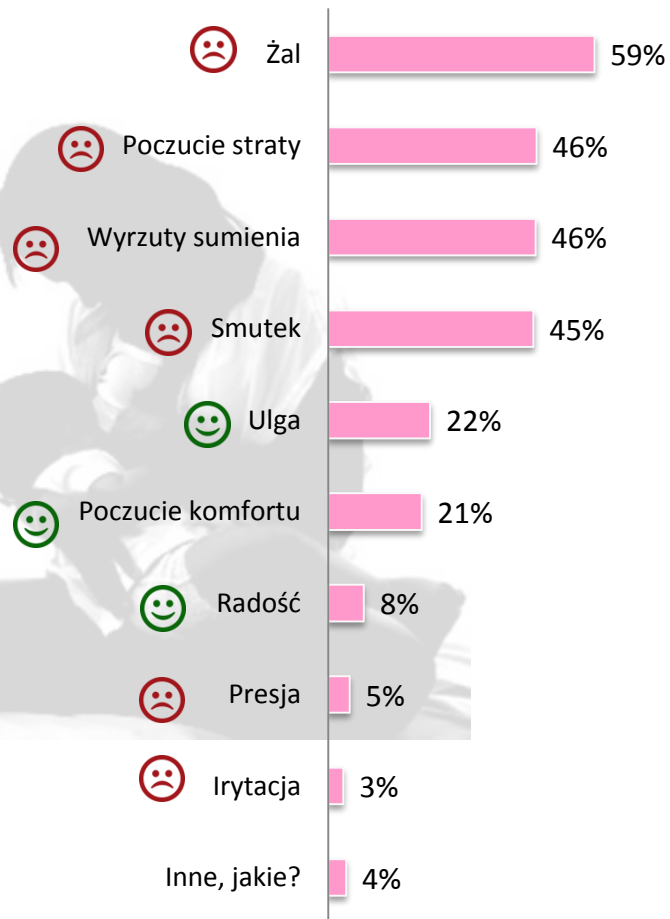 Żal 59%
Poczucie straty 46%
Wyrzuty sumienia 46%
Smutek 45%
Ulga 22%
Poczucie komfortu 21%
Radość 8%
Presja 5%
Irytacja 3%
Inne, jakie? 4%